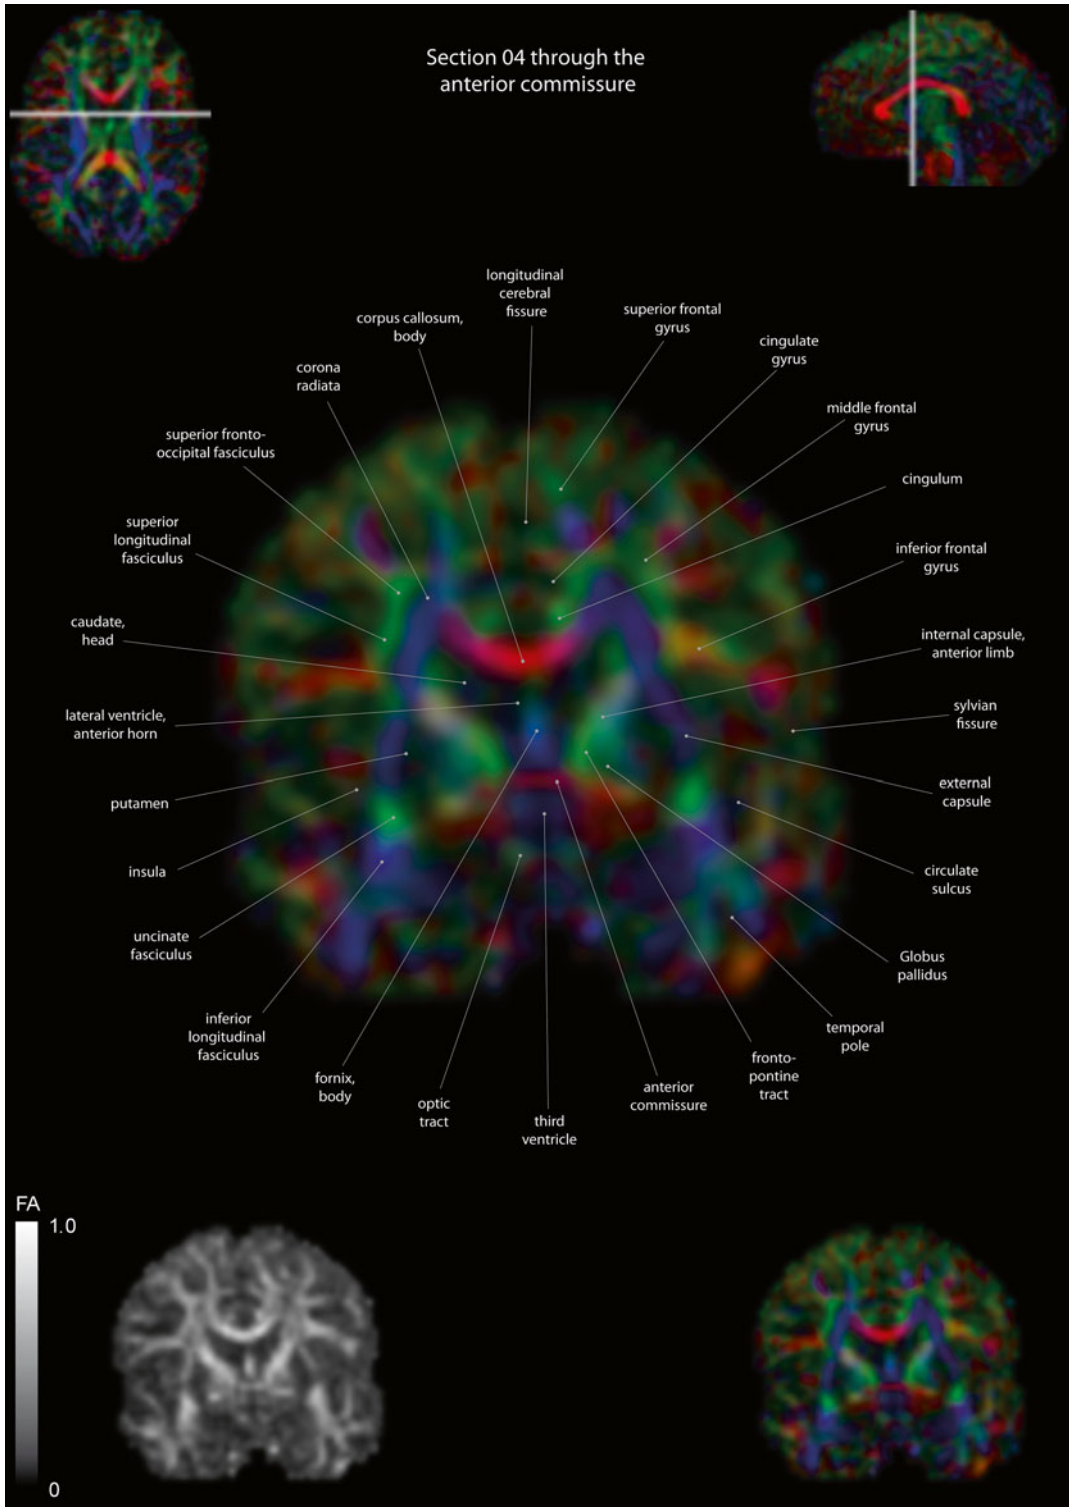 Section 04 through the
anterior commissure
longitudinal
cerebral
fissure
superior frontal
gyrus
corpus callosum,
body
cingulate
gyrus
corona
radiata
middle frontal
gyrus
superior fronto-
occipital fasciculus
cingulum
superior
longitudinal
fasciculus
inferior frontal
gyrus
caudate,
head
internal capsule,
anterior limb
lateral ventricle,
anterior horn
sylvian
fissure
putamen
external
capsule
insula
circulate
sulcus
uncinate
fasciculus
Globus
pallidus
inferior
longitudinal
fasciculus
temporal
pole
fornix,
body
fronto-
pontine
tract
optic
tract
anterior
commissure
third
ventricle
FA
1.0
0